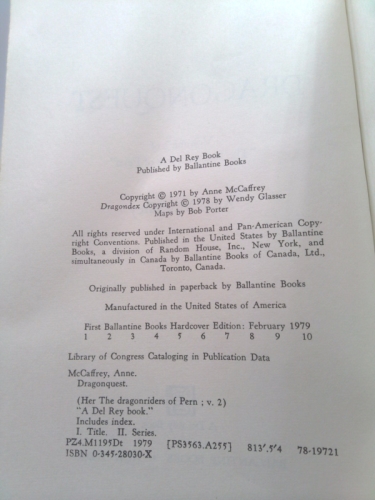 A Del Rey Book
Published by Ballantine Books
Copyright © 1971 by Anne McCaffrey
Dragondex Copyright © 1978 by Wendy Glasser
Maps by Bob Porter
All rights reserved under International and Pan-American Copy-
right Conventions. Published in the United States by Ballantine
Books, a division of Random House, Inc., New York, and
simultaneously in Canada by Ballantine Books of Canada, Ltd.,
Toronto, Canada.
Originally published in paperback by Ballantine Books
Manufactured in the United States of America
First Ballantine Books Hardcover Edition: February 1979
1 2 3 4 5 6 7 8 9 10
Library of Congress Cataloging in Publication Data
McCaffrey, Anne.
Dragonquest.
(Her The dragonriders of Pern ; v. 2)
"A Del Rey book."
Includes index.
I. Title. II. Series.
PZ4.M1195Dt 1979 [PS3563.A255] 813'.5'4 78-19721
ISBN 0-345-28030-X